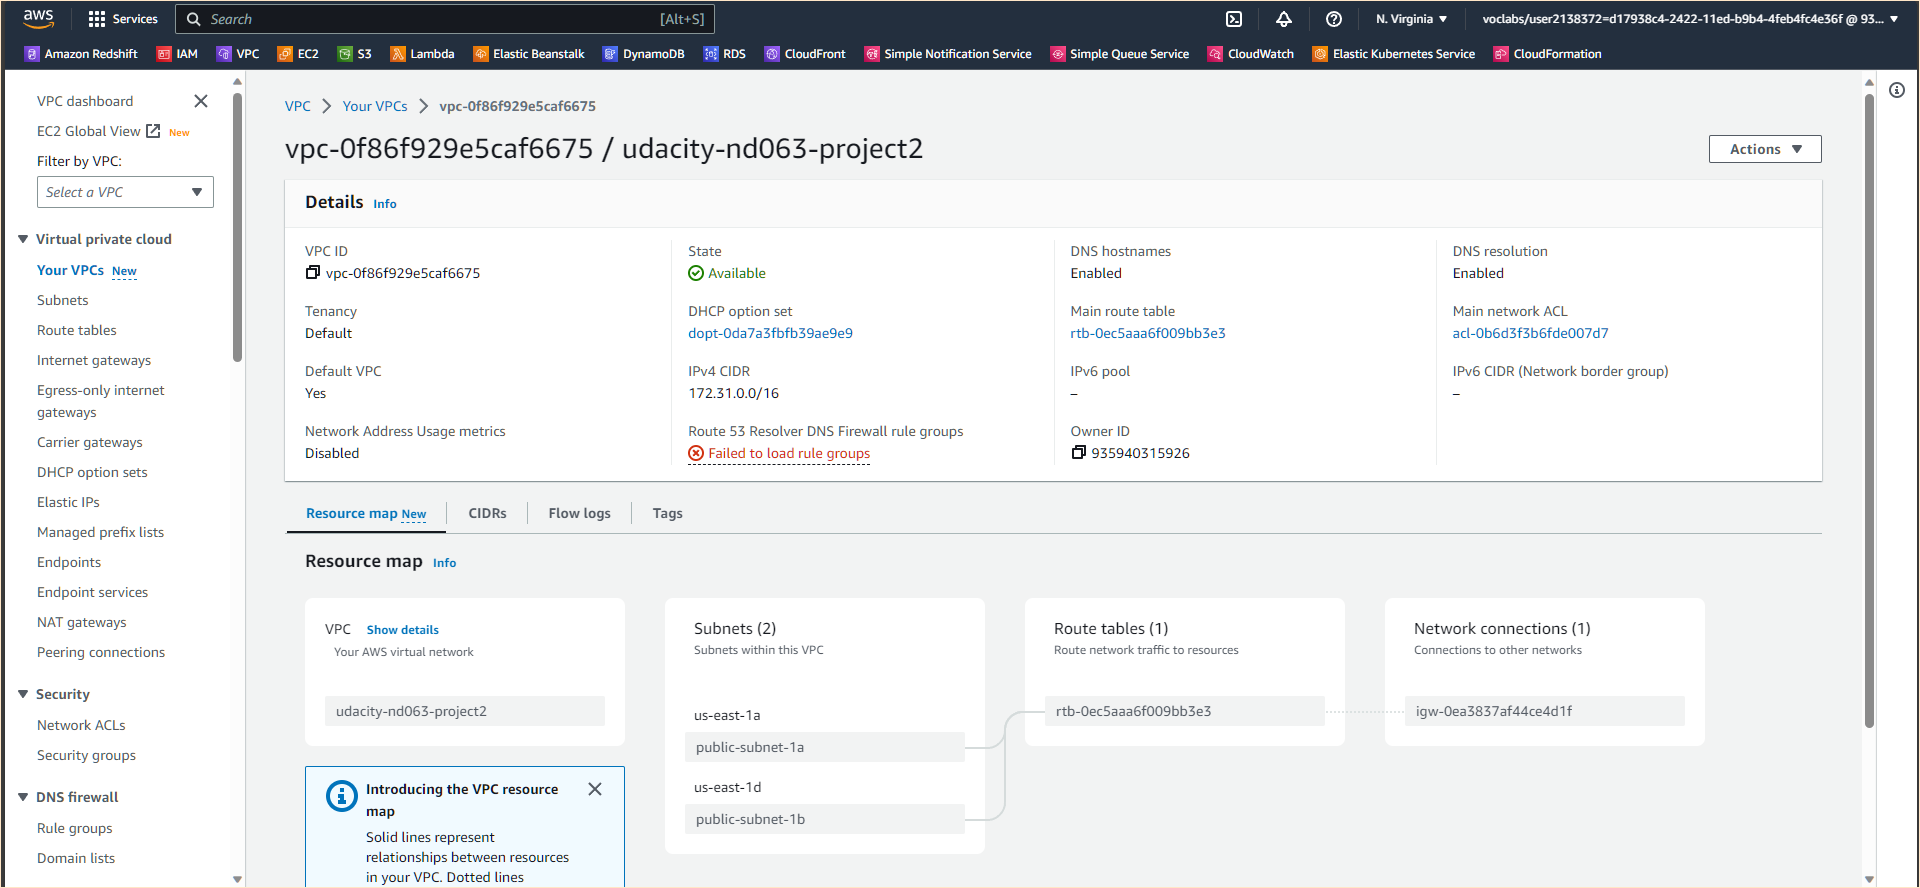 aws
Services
Search
[Alt+S]
N. Virginia
voclabs/user2138372=d17938c4-2422-11ed-b9b4-4feb4fc4e36f @ 93...
Amazon Redshift
IAM
VPC
EC2
S3
Lambda
Elastic Beanstalk
DynamoDB
RDS
CloudFront
Simple Notification Service
Simple Queue Service
CloudWatch
Elastic Kubernetes Service
CloudFormation
VPC dashboard
EC2 Global View New
Filter by VPC:
Select a VPC
Virtual private cloud
Your VPCs New
Subnets
Route tables
Internet gateways
Egress-only internet
gateways
Carrier gateways
DHCP option sets
Elastic IPs
Managed prefix lists
Endpoints
Endpoint services
NAT gateways
Peering connections
Security
Network ACLs
Security groups
DNS firewall
Rule groups
Domain lists
VPC
Your VPCs
vpc-0f86f929e5caf6675
vpc-0f86f929e5caf6675 / udacity-nd063-project2
Actions
Details Info
VPC ID
vpc-0f86f929e5caf6675
State
Available
DNS hostnames
Enabled
DNS resolution
Enabled
Tenancy
Default
DHCP option set
dopt-0da7a3fbfb39ae9e9
Main route table
rtb-0ec5aaa6f009bb3e3
Main network ACL
acl-0b6d3f3b6fde007d7
Default VPC
Yes
IPv4 CIDR
172.31.0.0/16
IPv6 pool
–
IPv6 CIDR (Network border group)
–
Network Address Usage metrics
Disabled
Route 53 Resolver DNS Firewall rule groups
Failed to load rule groups
Owner ID
935940315926
Resource map New
CIDRs
Flow logs
Tags
Resource map Info
VPC Show details
Your AWS virtual network
udacity-nd063-project2
Subnets (2)
Subnets within this VPC
us-east-1a
public-subnet-1a
us-east-1d
public-subnet-1b
Route tables (1)
Route network traffic to resources
rtb-0ec5aaa6f009bb3e3
Network connections (1)
Connections to other networks
igw-0ea3837af44ce4d1f
Introducing the VPC resource
map
Solid lines represent
relationships between resources
in your VPC. Dotted lines